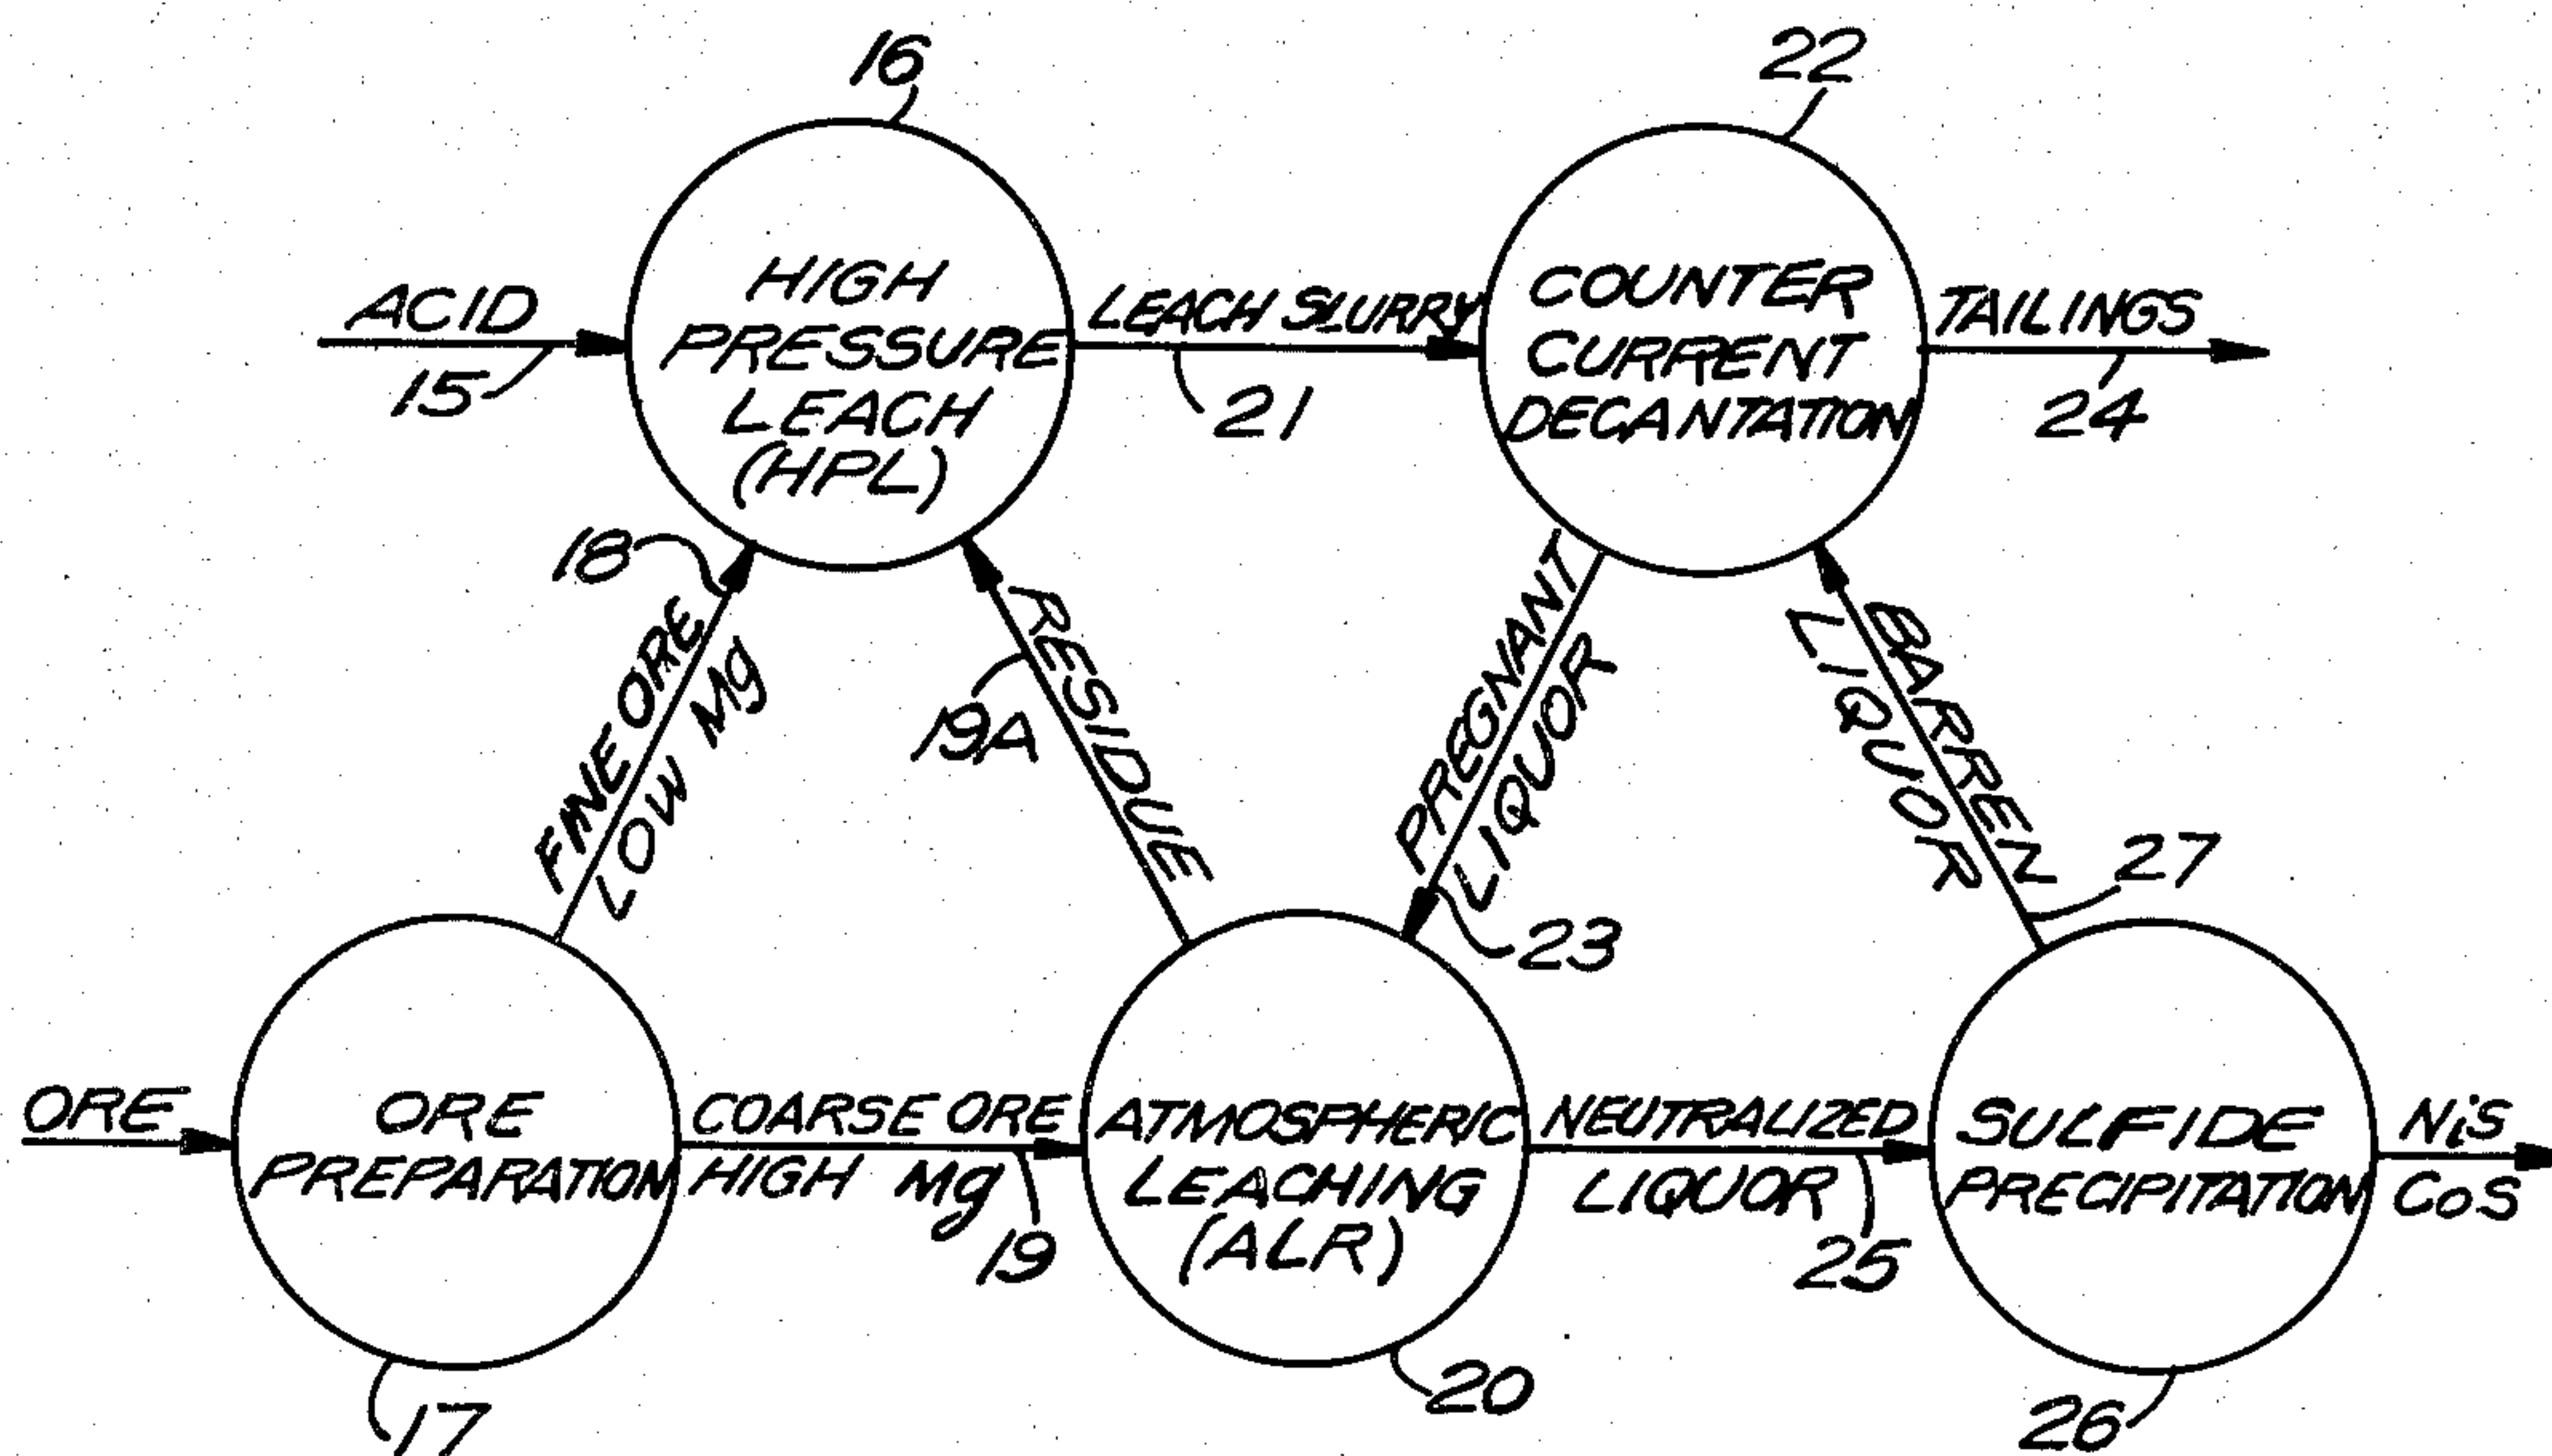 16
22
ACID
15
HIGH
PRESSURE
LEACH
(HPL)
LEACH SLURRY
21
COUNTER
CURRENT
DECANTATION
TAILINGS
24
18
FINE ORE
LOW Mg
19A
RESIDUE
PREGNANT
LIQUOR
23
BARREN
LIQUOR
27
ORE
ORE
PREPARATION
17
COARSE ORE
HIGH Mg
19
ATMOSPHERIC
LEACHING
(ALR)
20
NEUTRALIZED
LIQUOR
25
SULFIDE
PRECIPITATION
26
NiS
CoS